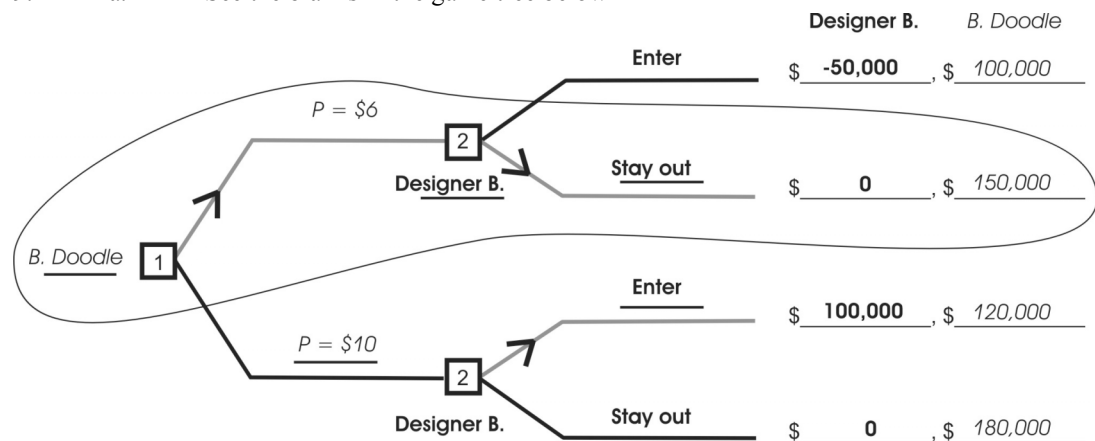 Designer B. B. Doodle
Enter $ -50,000 , $ 100,000
P = $6
2
Designer B. Stay out $ 0 , $ 150,000
B. Doodle 1
Enter $ 100,000 , $ 120,000
P = $10
2
Designer B. Stay out $ 0 , $ 180,000